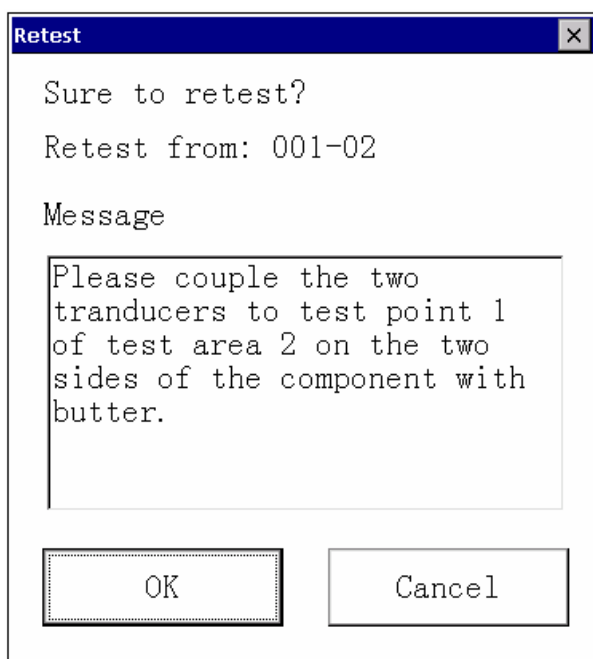 Retest
Sure to retest?
Retest from: 001-02
Message
Please couple the two
tranducers to test point 1
of test area 2 on the two
sides of the component with
butter.
OK
Cancel